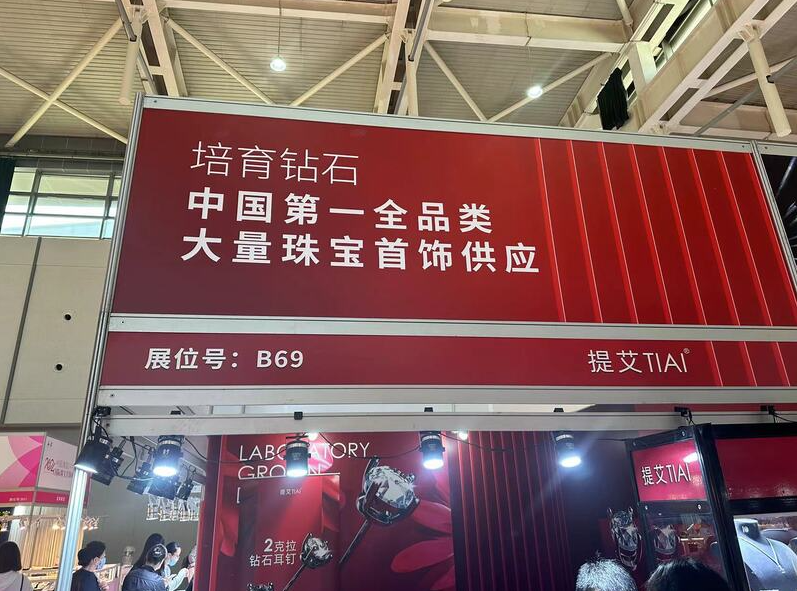 培育钻石
中国第一全品类
大量珠宝首饰供应
展位号：B69
提艾TIAI®
LABORATORY
提艾TIAI
提艾TIAI
2克拉
钻石耳钉